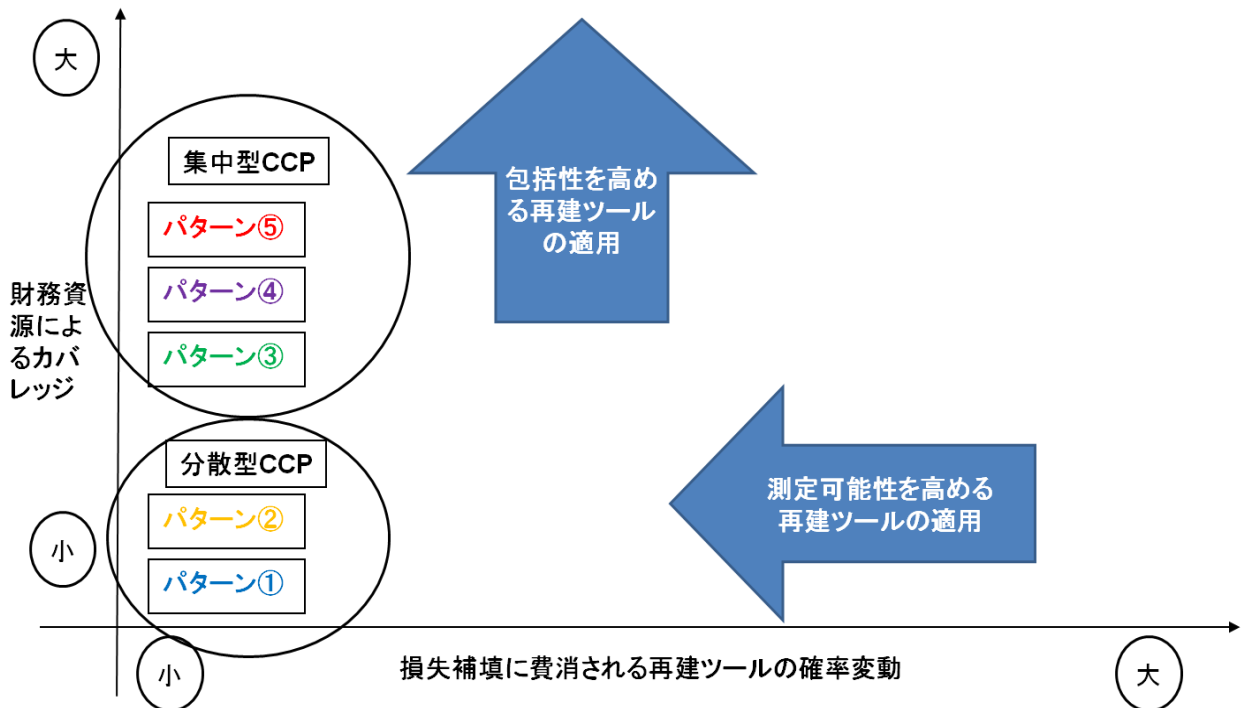 大
集中型CCP
パターン⑤
パターン④
パターン③
財務資
源によ
るカバ
レッジ
包括性を高め
る再建ツール
の適用
分散型CCP
パターン②
パターン①
小
測定可能性を高める
再建ツールの適用
小
損失補填に費消される再建ツールの確率変動
大